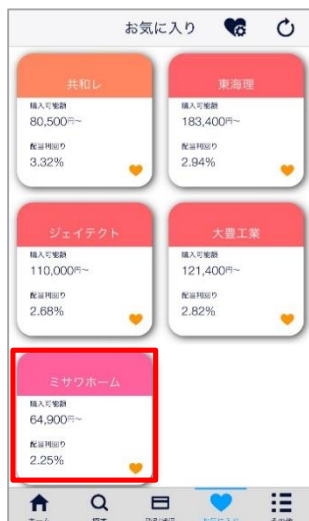 お気に入り
共和レ
購入可能額
80,500円～
配当利回り
3.32%
東海理
購入可能額
183,400円～
配当利回り
2.94%
ジェイテクト
購入可能額
110,000円～
配当利回り
2.68%
大豊工業
購入可能額
121,400円～
配当利回り
2.82%
ミサワホーム
購入可能額
64,900円～
配当利回り
2.25%